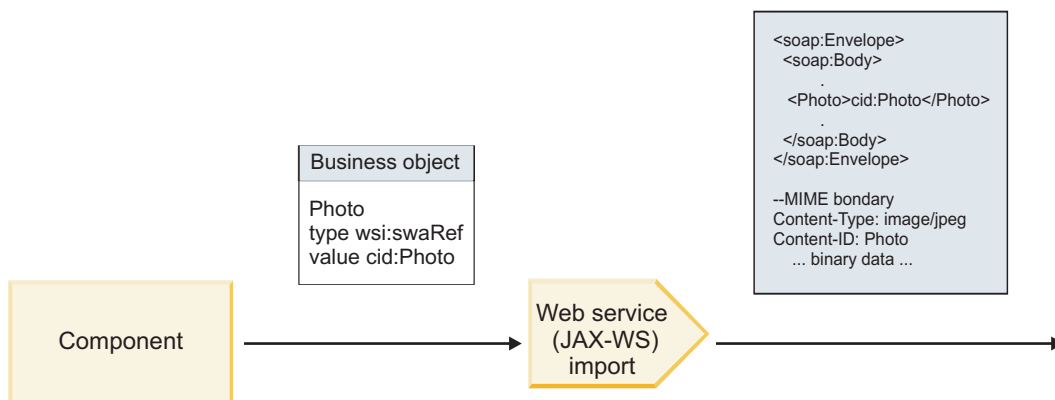 <soap:Envelope>
<soap:Body>
.
<Photo>cid:Photo</Photo>
.
</soap:Body>
</soap:Envelope>
--MIME bondary
Content-Type: image/jpeg
Content-ID: Photo
... binary data ...
Business object
Photo
type wsi:swaRef
value cid:Photo
Component
Web service
(JAX-WS)
import